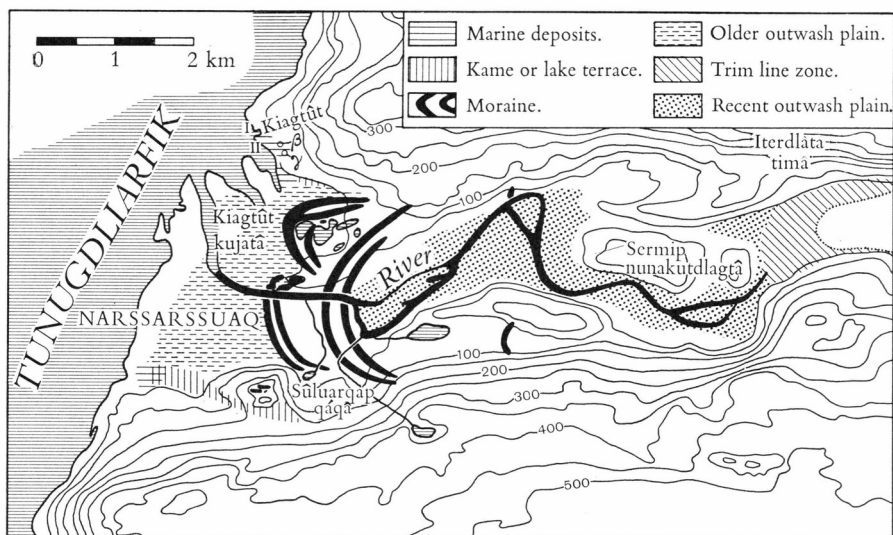 0 1 2 km
Marine deposits.
Kame or lake terrace.
Moraine.
Older outwash plain.
Trim line zone.
Recent outwash plain.
I Kiagtût
II
300
200
100
Iterdlâta
timâ
Kiagtût
kujatâ
River
Sermip
nunakutdlagtâ
TUNUGDLIARFIK
NARSSARSSUAQ
Sûluarqáp
qáqâ
100
200
300
400
500